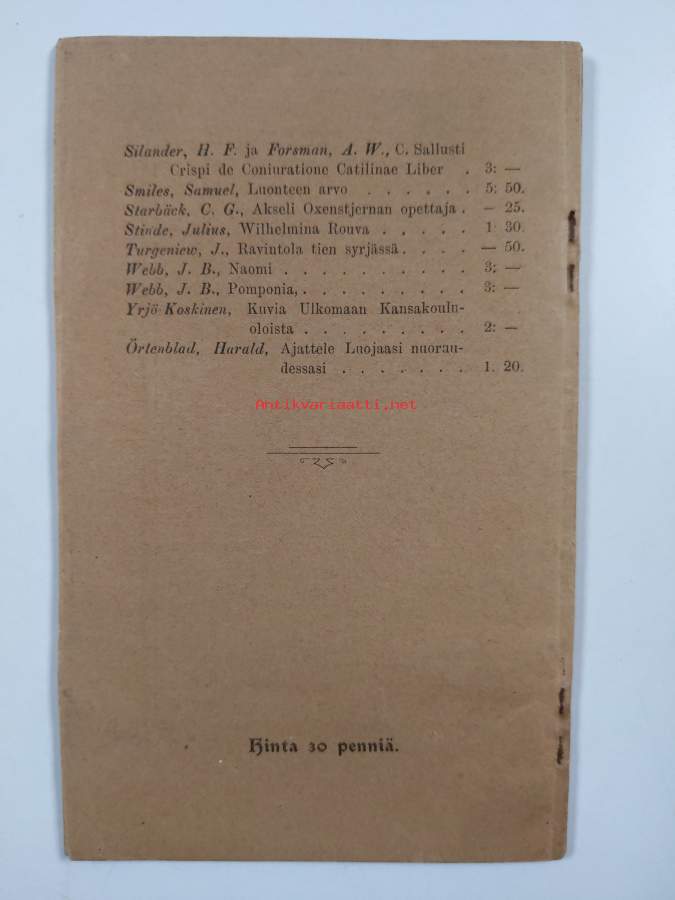 Silander, H. F. ja Forsman, A. W., C. Sallusti
Crispi de Coniuratione Catilinae Liber . 3: —
Smiles, Samuel, Luonteen arvo . . . . . . 5: 50.
Starbäck, C. G., Akseli Oxenstjernan opettaja . — 25.
Stinde, Julius, Wilhelmina Rouva . . . . . 1 30.
Turgeniew, J., Ravintola tien syrjässä . . . . — 50.
Webb, J. B., Naomi . . . . . . . . . . 3: —
Webb, J. B., Pomponia, . . . . . . . . . 3: —
Yrjö-Koskinen, Kuvia Ulkomaan Kansakoulu-
oloista . . . . . . . . . 2: —
Örtenblad, Harald, Ajattele Luojaasi nuorau-
dessasi . . . . . . . 1. 20.
Antikvariaatti.net
Hinta 30 penniä.